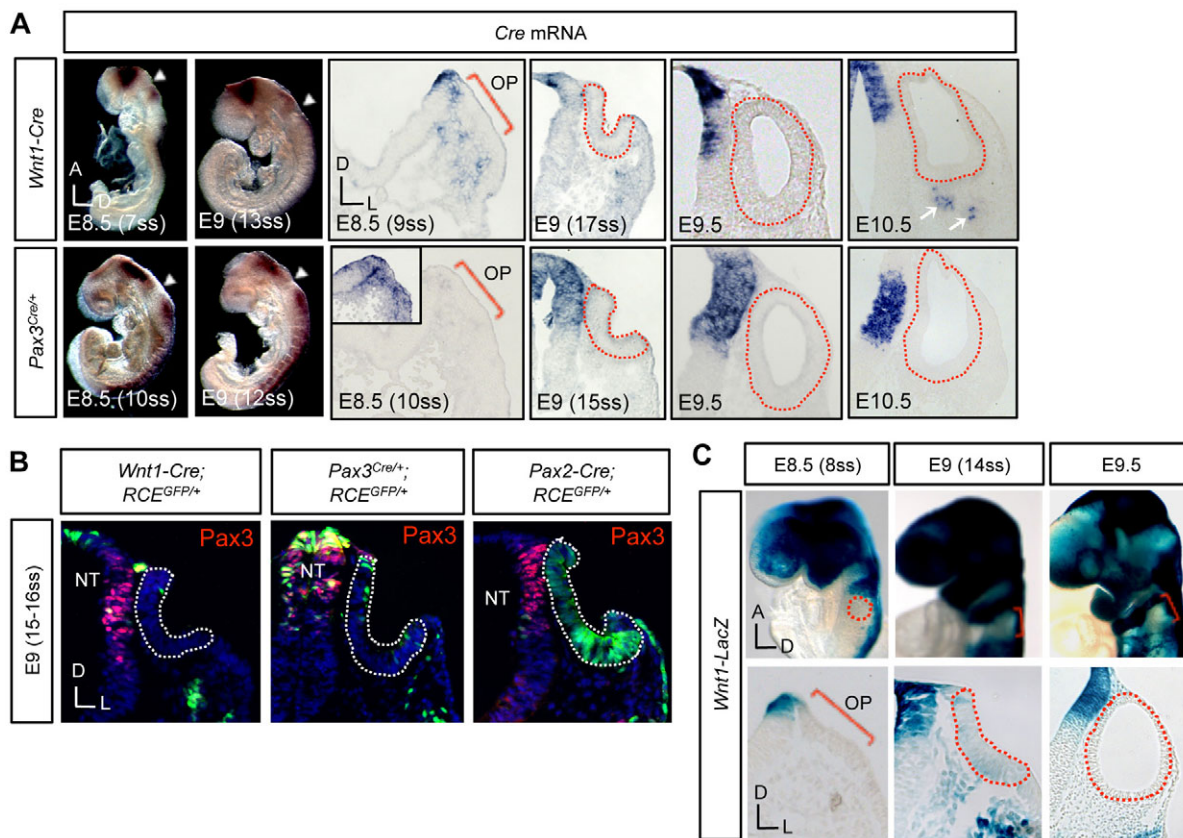 A
Cre mRNA
Wnt1-Cre
A
D
E8.5 (7ss)
E9 (13ss)
OP
D
L
E8.5 (9ss)
E9 (17ss)
E9.5
E10.5
Pax3Cre/+
E8.5 (10ss)
E9 (12ss)
OP
E8.5 (10ss)
E9 (15ss)
E9.5
E10.5
B
Wnt1-Cre;
RCEGFP/+
Pax3Cre/+;
RCEGFP/+
Pax2-Cre;
RCEGFP/+
E9 (15-16ss)
Pax3
NT
D
L
Pax3
NT
Pax3
NT
C
E8.5 (8ss)
E9 (14ss)
E9.5
Wnt1-LacZ
A
D
OP
D
L